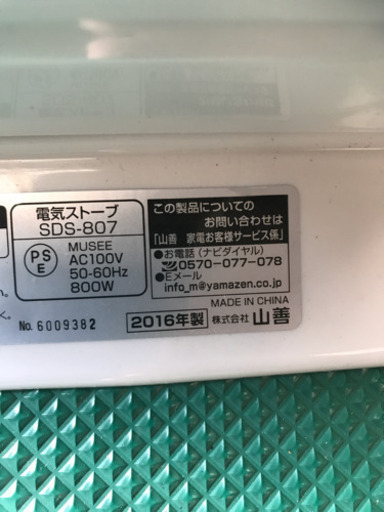 電気ストーブ
SDS-807
PS
E
MUSEE
AC100V
50-60Hz
800W
ん。
く。
No. 6009382
この製品についての
お問い合わせは
「山善 家電お客様サービス係」
●お電話(ナビダイヤル)
0570-077-078
●Eメール
info_m@yamazen.co.jp
MADE IN CHINA
2016年製 株式会社 山善